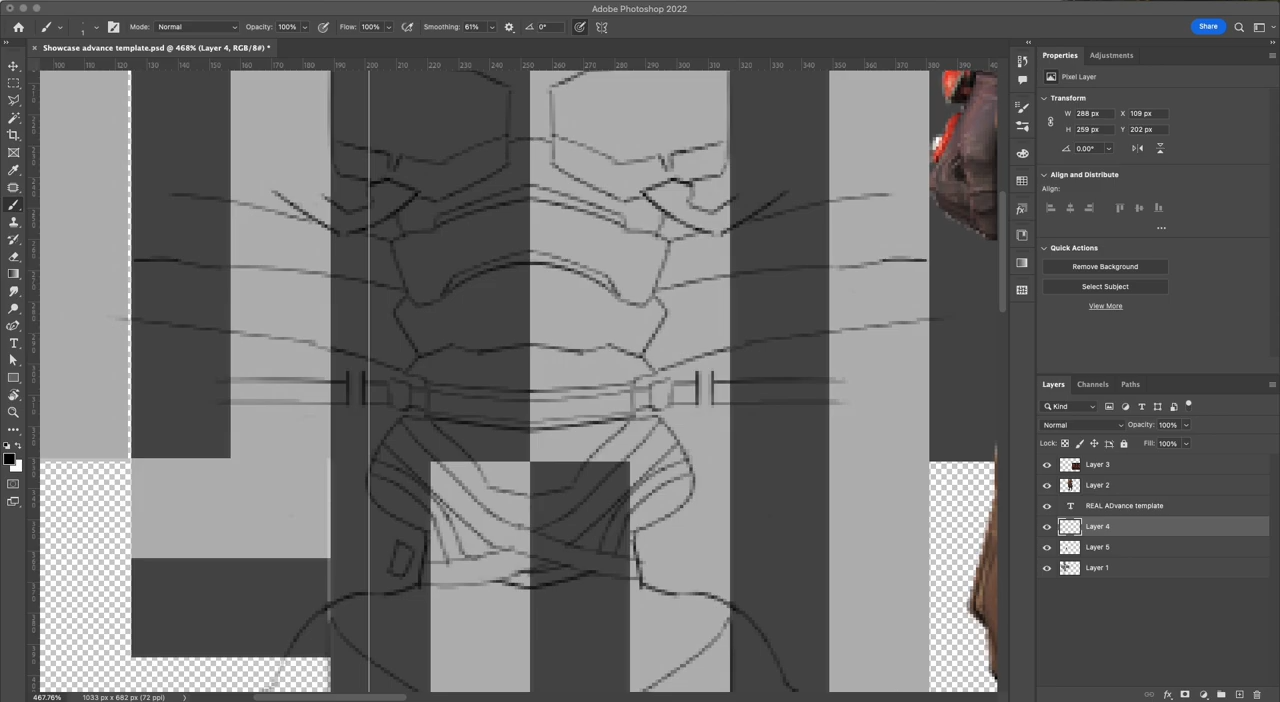 Adobe Photoshop 2022
Mode: Normal Opacity: 100% Flow: 100% Smoothing: 61% 0° Share
Showcase advance template.psd @ 468% (Layer 4, RGB/8#) *
100 120 130 140 150 160 170 180 190 200 210 220 230 240 250 260 270 280 290 300 310 320 330 340 350 360 370 380 390
Properties Adjustments
Pixel Layer
Transform
W 288 px X 109 px
H 259 px Y 202 px
0.00°
Align and Distribute
Align:
Quick Actions
Remove Background
Select Subject
View More
Layers Channels Paths
Kind
Normal Opacity: 100%
Lock: Fill: 100%
Layer 3
Layer 2
T REAL ADvance template
Layer 4
Layer 5
Layer 1
467.76% 1033 px x 682 px (72 ppi)